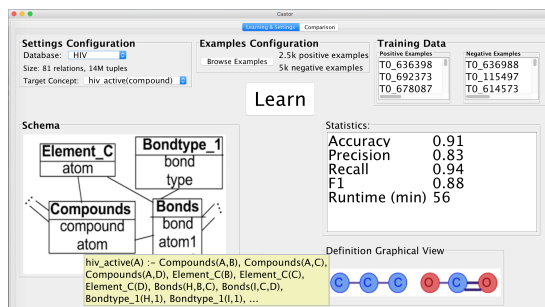 Castor
Learning & Settings Comparison
Settings Configuration
Database: HIV
Size: 81 relations, 14M tuples
Target Concept: hiv_active(compound)
Examples Configuration
Browse Examples
2.5k positive examples
5k negative examples
Training Data
Positive Examples
T0_636398
T0_692373
T0_678087
Negative Examples
T0_636988
T0_115497
T0_614573
Learn
Schema
Element_C
atom
Bondtype_1
bond
type
Compounds
compound
atom
Bonds
bond
atom1
hiv_active(A) :- Compounds(A,B), Compounds(A,C),
Compounds(A,D), Element_C(B), Element_C(C),
Element_C(D), Bonds(H,B,C), Bonds(I,C,D),
Bondtype_1(H,1), Bondtype_1(I,1), ...
Statistics:
Accuracy 0.91
Precision 0.83
Recall 0.94
F1 0.88
Runtime (min) 56
Definition Graphical View
C C C O C O